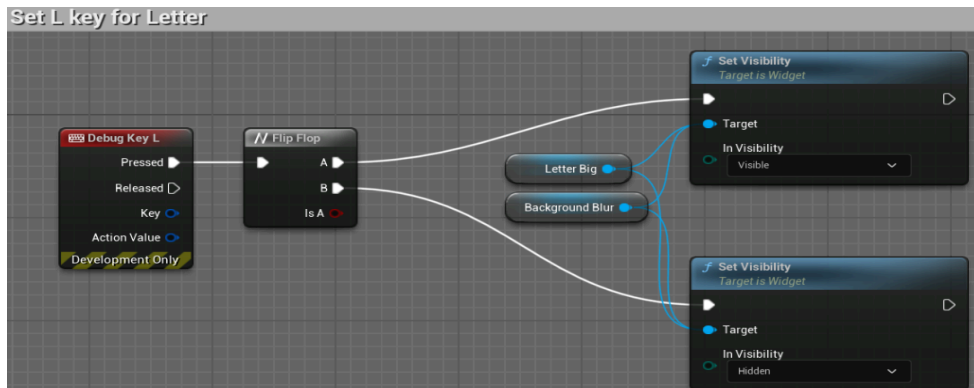 Set L key for Letter
Debug Key L
Pressed
Released
Key
Action Value
Development Only
Flip Flop
A
B
Is A
Letter Big
Background Blur
f Set Visibility
Target is Widget
Target
In Visibility
Visible
f Set Visibility
Target is Widget
Target
In Visibility
Hidden